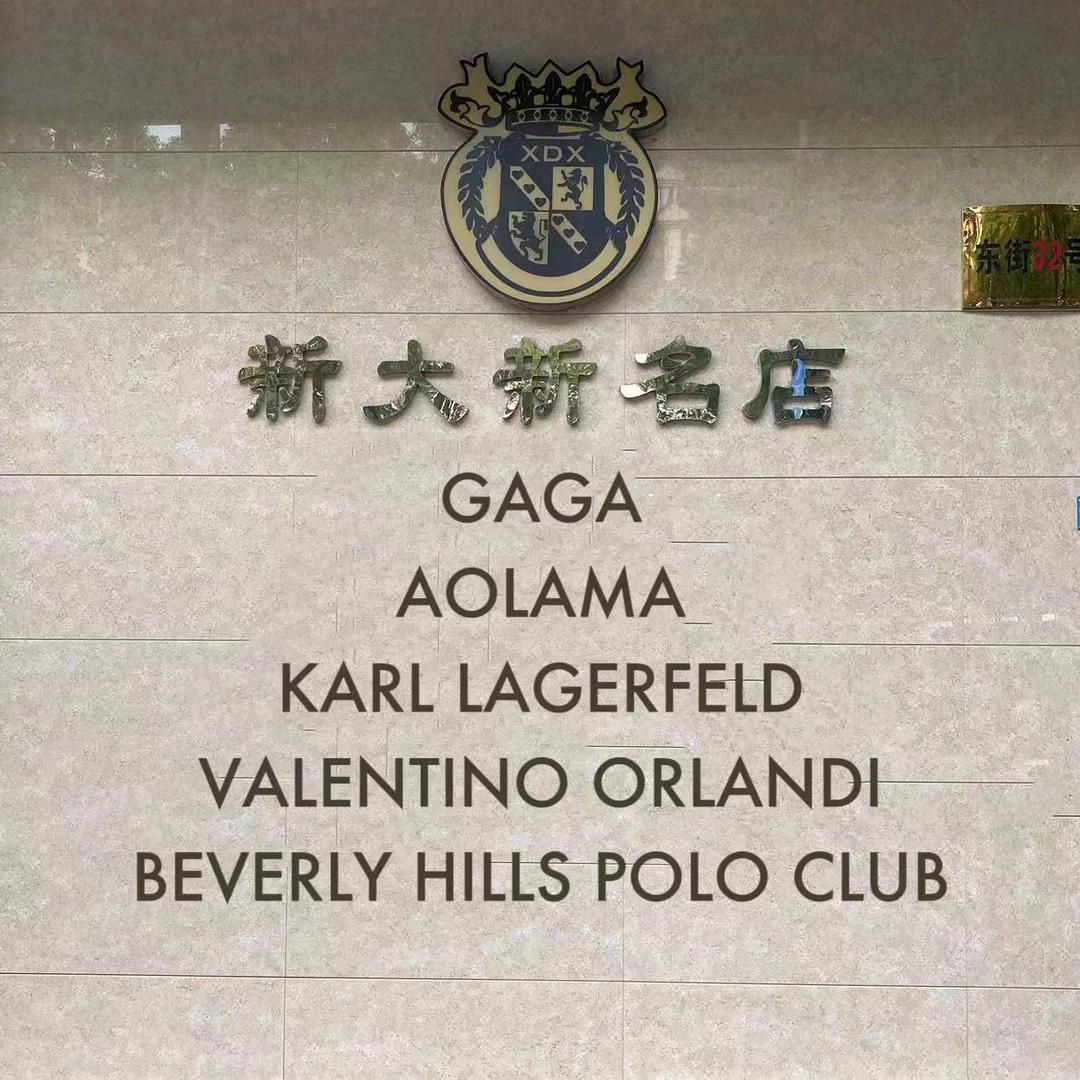 XDX
东街32号
新大新名店
GAGA
AOLAMA
KARL LAGERFELD
VALENTINO ORLANDI
BEVERLY HILLS POLO CLUB